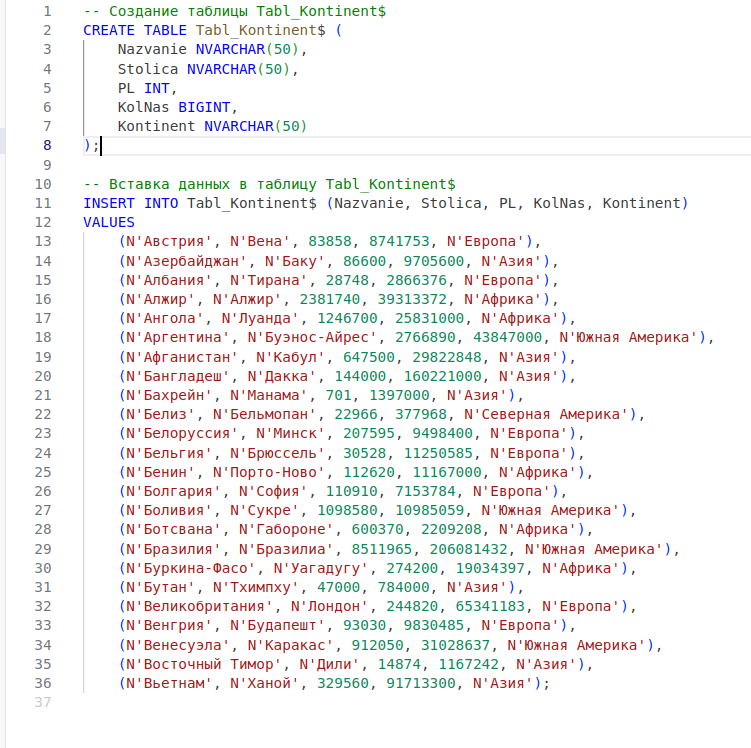 1 -- Создание таблицы Tabl_Kontinent$
2 CREATE TABLE Tabl_Kontinent$ (
3 Nazvanie NVARCHAR(50),
4 Stolica NVARCHAR(50),
5 PL INT,
6 KolNas BIGINT,
7 Kontinent NVARCHAR(50)
8 );
9
10 -- Вставка данных в таблицу Tabl_Kontinent$
11 INSERT INTO Tabl_Kontinent$ (Nazvanie, Stolica, PL, KolNas, Kontinent)
12 VALUES
13 (N'Австрия', N'Вена', 83858, 8741753, N'Европа'),
14 (N'Азербайджан', N'Баку', 86600, 9705600, N'Азия'),
15 (N'Албания', N'Тирана', 28748, 2866376, N'Европа'),
16 (N'Алжир', N'Алжир', 2381740, 39313372, N'Африка'),
17 (N'Ангола', N'Луанда', 1246700, 25831000, N'Африка'),
18 (N'Аргентина', N'Буэнос-Айрес', 2766890, 43847000, N'Южная Америка'),
19 (N'Афганистан', N'Кабул', 647500, 29822848, N'Азия'),
20 (N'Бангладеш', N'Дакка', 144000, 160221000, N'Азия'),
21 (N'Бахрейн', N'Манама', 701, 1397000, N'Азия'),
22 (N'Белиз', N'Бельмопан', 22966, 377968, N'Северная Америка'),
23 (N'Белоруссия', N'Минск', 207595, 9498400, N'Европа'),
24 (N'Бельгия', N'Брюссель', 30528, 11250585, N'Европа'),
25 (N'Бенин', N'Порто-Ново', 112620, 11167000, N'Африка'),
26 (N'Болгария', N'София', 110910, 7153784, N'Европа'),
27 (N'Боливия', N'Сукре', 1098580, 10985059, N'Южная Америка'),
28 (N'Ботсвана', N'Габороне', 600370, 2209208, N'Африка'),
29 (N'Бразилия', N'Бразилиа', 8511965, 206081432, N'Южная Америка'),
30 (N'Буркина-Фасо', N'Уагадугу', 274200, 19034397, N'Африка'),
31 (N'Бутан', N'Тхимпху', 47000, 784000, N'Азия'),
32 (N'Великобритания', N'Лондон', 244820, 65341183, N'Европа'),
33 (N'Венгрия', N'Будапешт', 93030, 9830485, N'Европа'),
34 (N'Венесуэла', N'Каракас', 912050, 31028637, N'Южная Америка'),
35 (N'Восточный Тимор', N'Дили', 14874, 1167242, N'Азия'),
36 (N'Вьетнам', N'Ханой', 329560, 91713300, N'Азия');
37